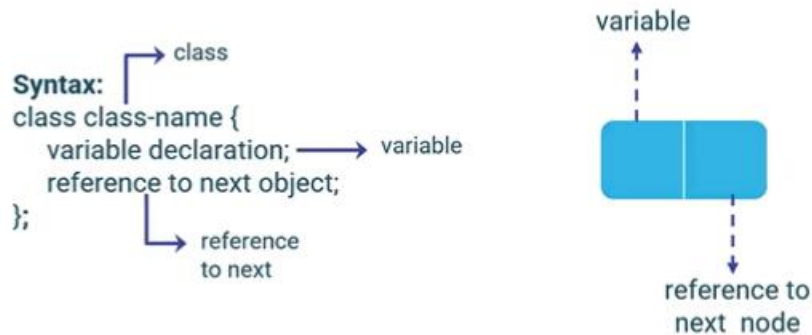 class
Syntax:
class class-name {
variable declaration;
variable
reference to next object;
};
reference
to next
variable
reference to
next node